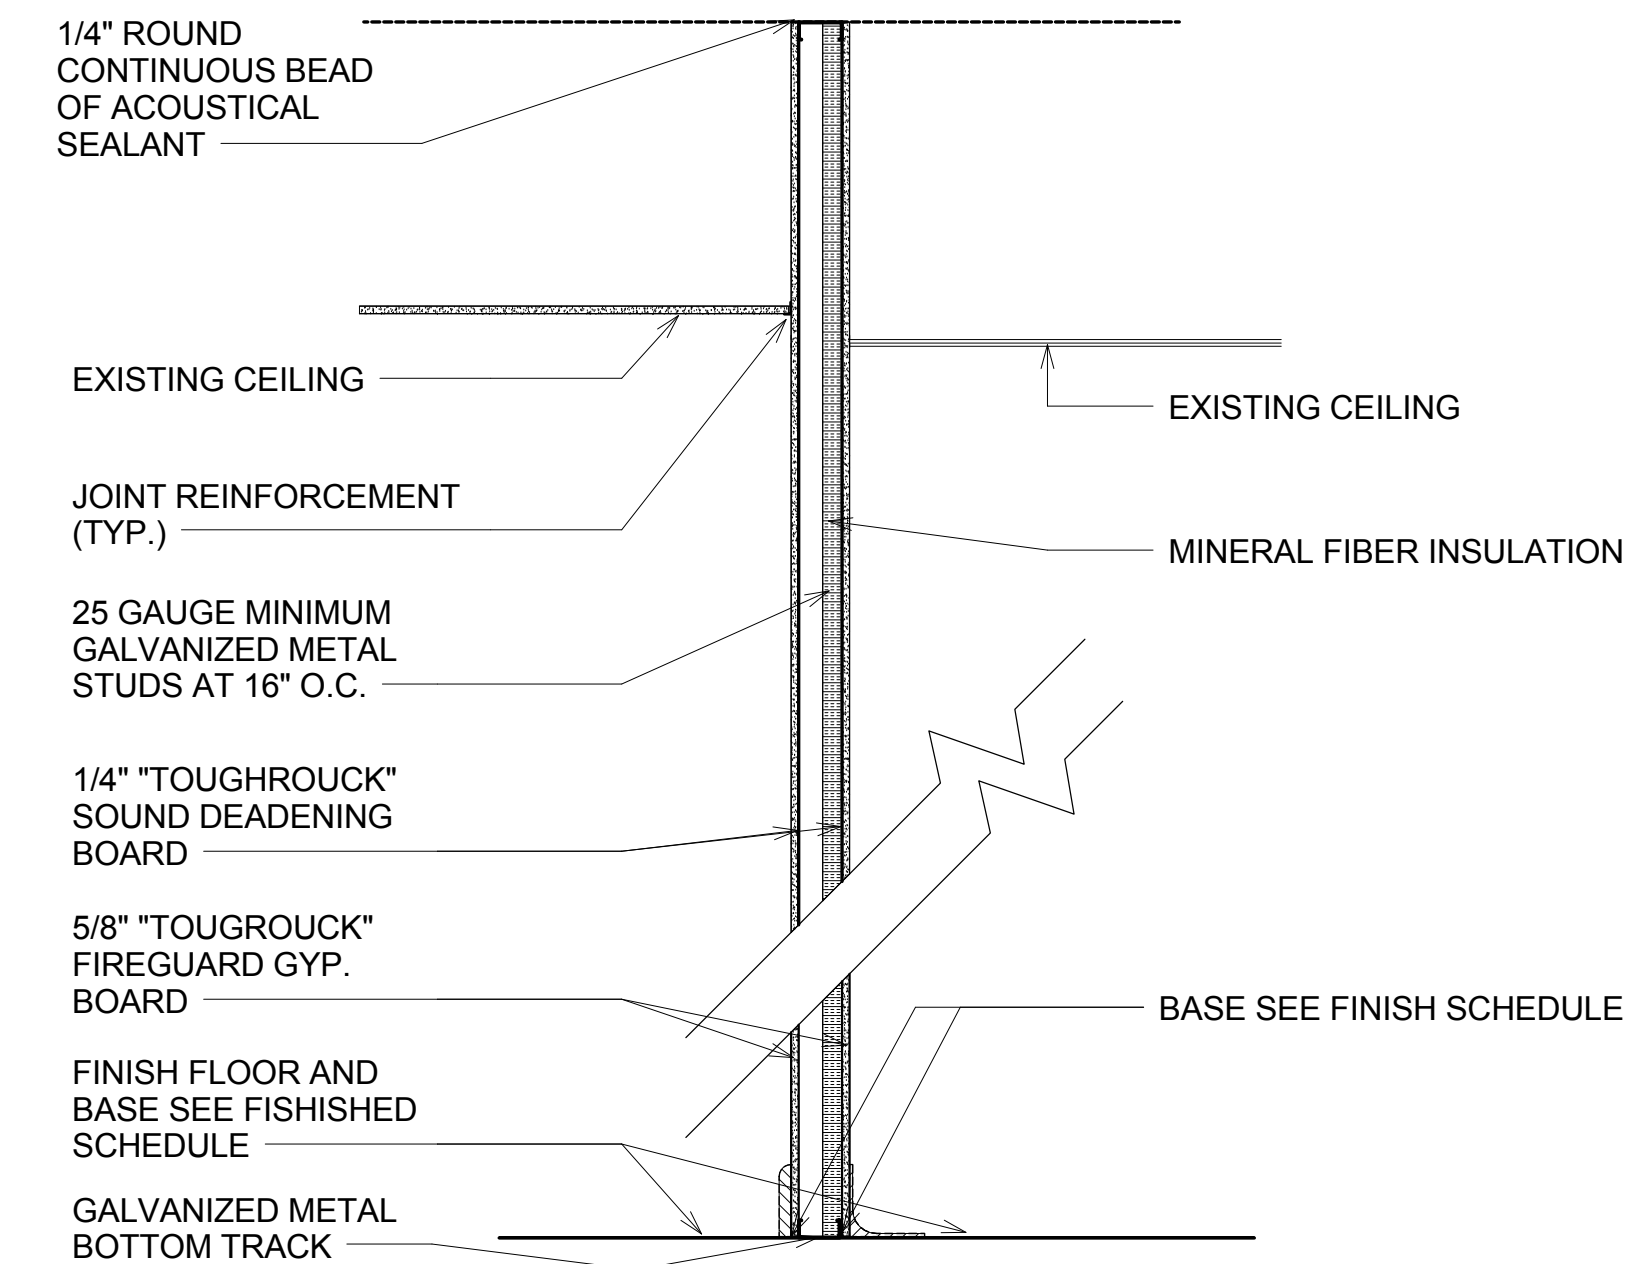 1/4" ROUND
CONTINUOUS BEAD
OF ACOUSTICAL
SEALANT
EXISTING CEILING
EXISTING CEILING
JOINT REINFORCEMENT
(TYP.)
MINERAL FIBER INSULATION
25 GAUGE MINIMUM
GALVANIZED METAL
STUDS AT 16" O.C.
1/4" "TOUGHROUCK"
SOUND DEADENING
BOARD
5/8" "TOUGROUCK"
FIREGUARD GYP.
BOARD
BASE SEE FINISH SCHEDULE
FINISH FLOOR AND
BASE SEE FISHISHED
SCHEDULE
GALVANIZED METAL
BOTTOM TRACK